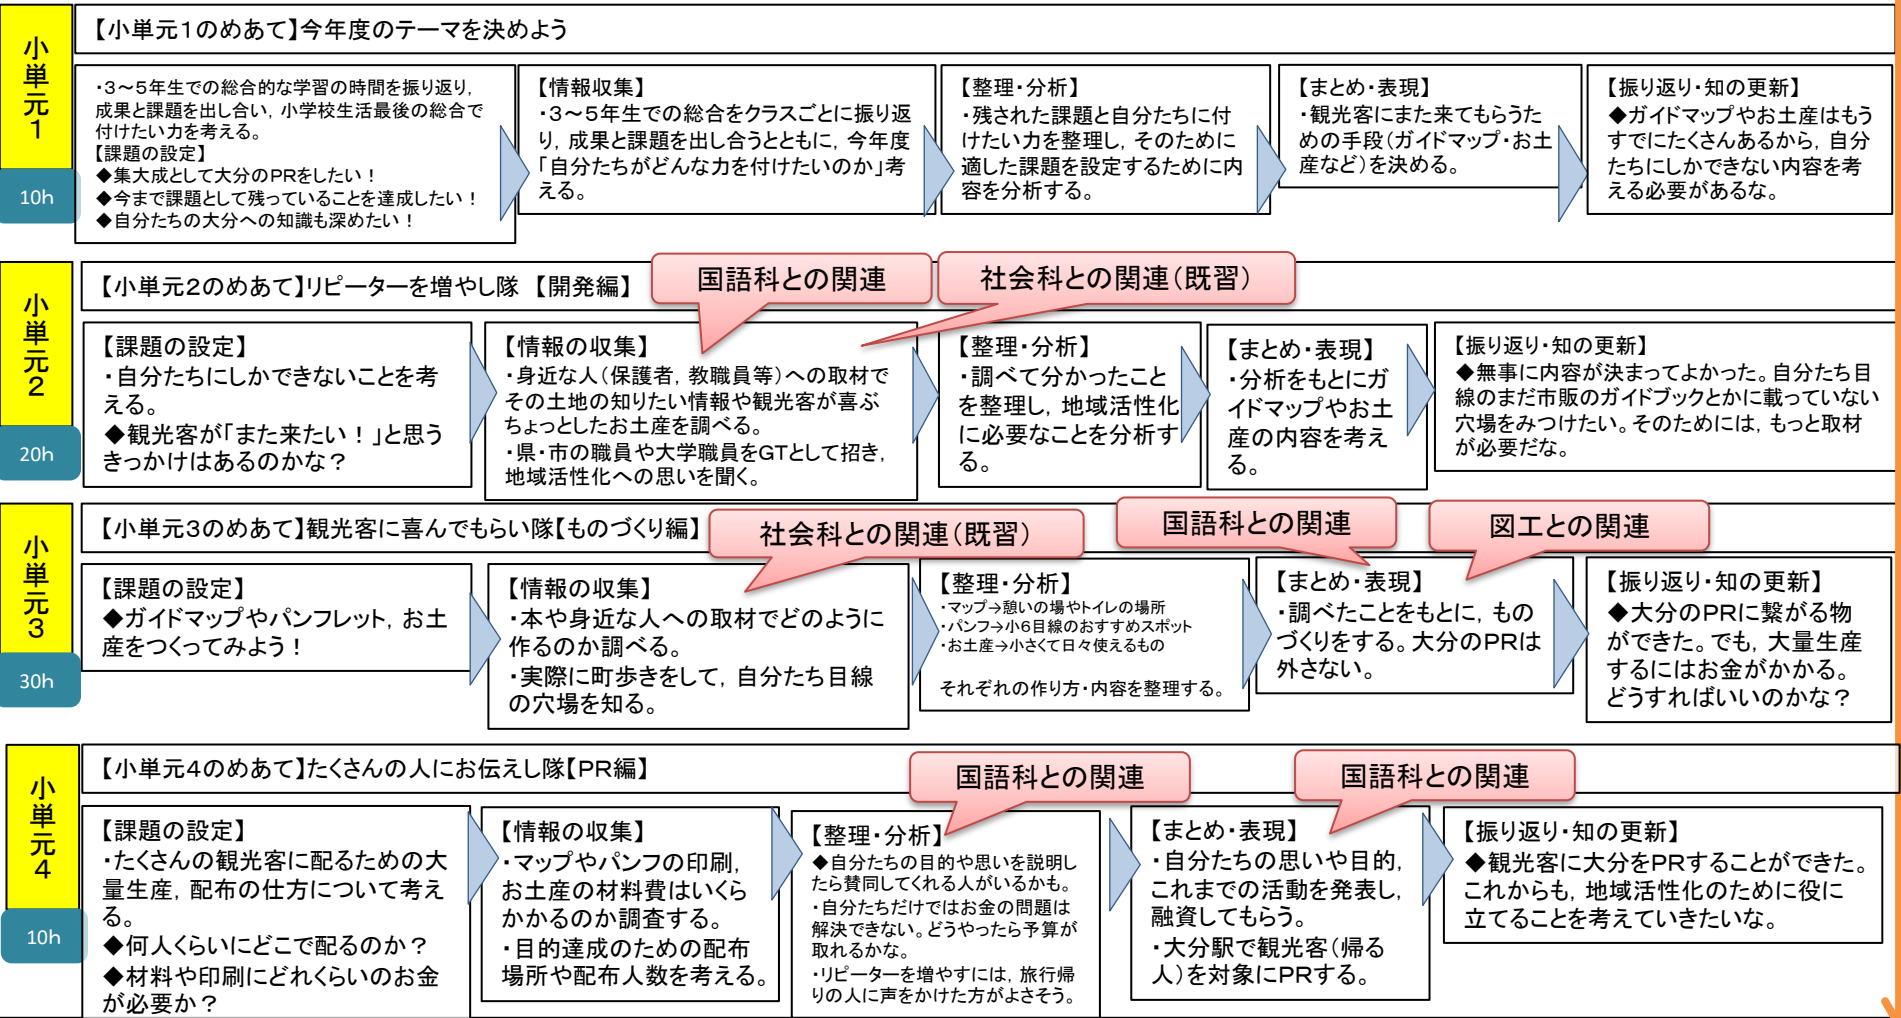 小単元1
10h
【小単元1のめあて】今年度のテーマを決めよう
・3～5年生での総合的な学習の時間を振り返り,
成果と課題を出し合い, 小学校生活最後の総合で
付けたい力を考える。
【課題の設定】
◆集大成として大分のPRをしたい！
◆今まで課題として残っていることを達成したい！
◆自分たちの大分への知識も深めたい！
【情報収集】
・3～5年生での総合をクラスごとに振り返
り, 成果と課題を出し合うとともに, 今年度
「自分たちがどんな力を付けたいのか」考
える。
【整理・分析】
・残された課題と自分たちに付
けたい力を整理し, そのために
適した課題を設定するために内
容を分析する。
【まとめ・表現】
・観光客にまた来てもらうた
めの手段(ガイドマップ・お土
産など)を決める。
【振り返り・知の更新】
◆ガイドマップやお土産はもう
すでにたくさんあるから, 自分
たちにしかできない内容を考
える必要があるな。
小単元2
20h
【小単元2のめあて】リピーターを増やし隊 【開発編】
国語科との関連
社会科との関連(既習)
【課題の設定】
・自分たちにしかできないことを考
える。
◆観光客が「また来たい！」と思う
きっかけはあるのかな？
【情報の収集】
・身近な人(保護者, 教職員等)への取材で
その土地の知りたい情報や観光客が喜ぶ
ちょっとしたお土産を調べる。
・県・市の職員や大学職員をGTとして招き,
地域活性化への思いを聞く。
【整理・分析】
・調べて分かったこと
を整理し, 地域活性化
に必要なことを分析す
る。
【まとめ・表現】
・分析をもとにガ
イドマップやお土
産の内容を考え
る。
【振り返り・知の更新】
◆無事に内容が決まってよかった。自分たち目
線のまだ市販のガイドブックとかに載っていない
穴場をみつけたい。そのためには, もっと取材
が必要だな。
小単元3
30h
【小単元3のめあて】観光客に喜んでもらい隊【ものづくり編】
社会科との関連(既習)
国語科との関連
図工との関連
【課題の設定】
◆ガイドマップやパンフレット, お土
産をつくってみよう！
【情報の収集】
・本や身近な人への取材でどのように
作るのか調べる。
・実際に町歩きをして, 自分たち目線
の穴場を知る。
【整理・分析】
・マップ→憩いの場やトイレの場所
・パンフ→小6目線のおすすめスポット
・お土産→小さくて日々使えるもの
それぞれの作り方・内容を整理する。
【まとめ・表現】
・調べたことをもとに, もの
づくりをする。大分のPRは
外さない。
【振り返り・知の更新】
◆大分のPRに繋がる物
ができた。でも, 大量生産
するにはお金がかかる。
どうすればいいのかな？
小単元4
10h
【小単元4のめあて】たくさんの人にお伝えし隊【PR編】
国語科との関連
国語科との関連
【課題の設定】
・たくさんの観光客に配るための大
量生産, 配布の仕方について考え
る。
◆何人くらいにどこで配るのか？
◆材料や印刷にどれくらいのお金
が必要か？
【情報の収集】
・マップやパンフの印刷,
お土産の材料費はいくら
かかるのか調査する。
・目的達成のための配布
場所や配布人数を考える。
【整理・分析】
◆自分たちの目的や思いを説明し
たら賛同してくれる人がいるかも。
・自分たちだけではお金の問題は
解決できない。どうやったら予算が
取れるかな。
・リピーターを増やすには, 旅行帰
りの人に声をかけた方がよさそう。
【まとめ・表現】
・自分たちの思いや目的,
これまでの活動を発表し,
融資してもらう。
・大分駅で観光客(帰る
人)を対象にPRする。
【振り返り・知の更新】
◆観光客に大分をPRすることができた。
これからも, 地域活性化のために役に
立てることを考えていきたいな。